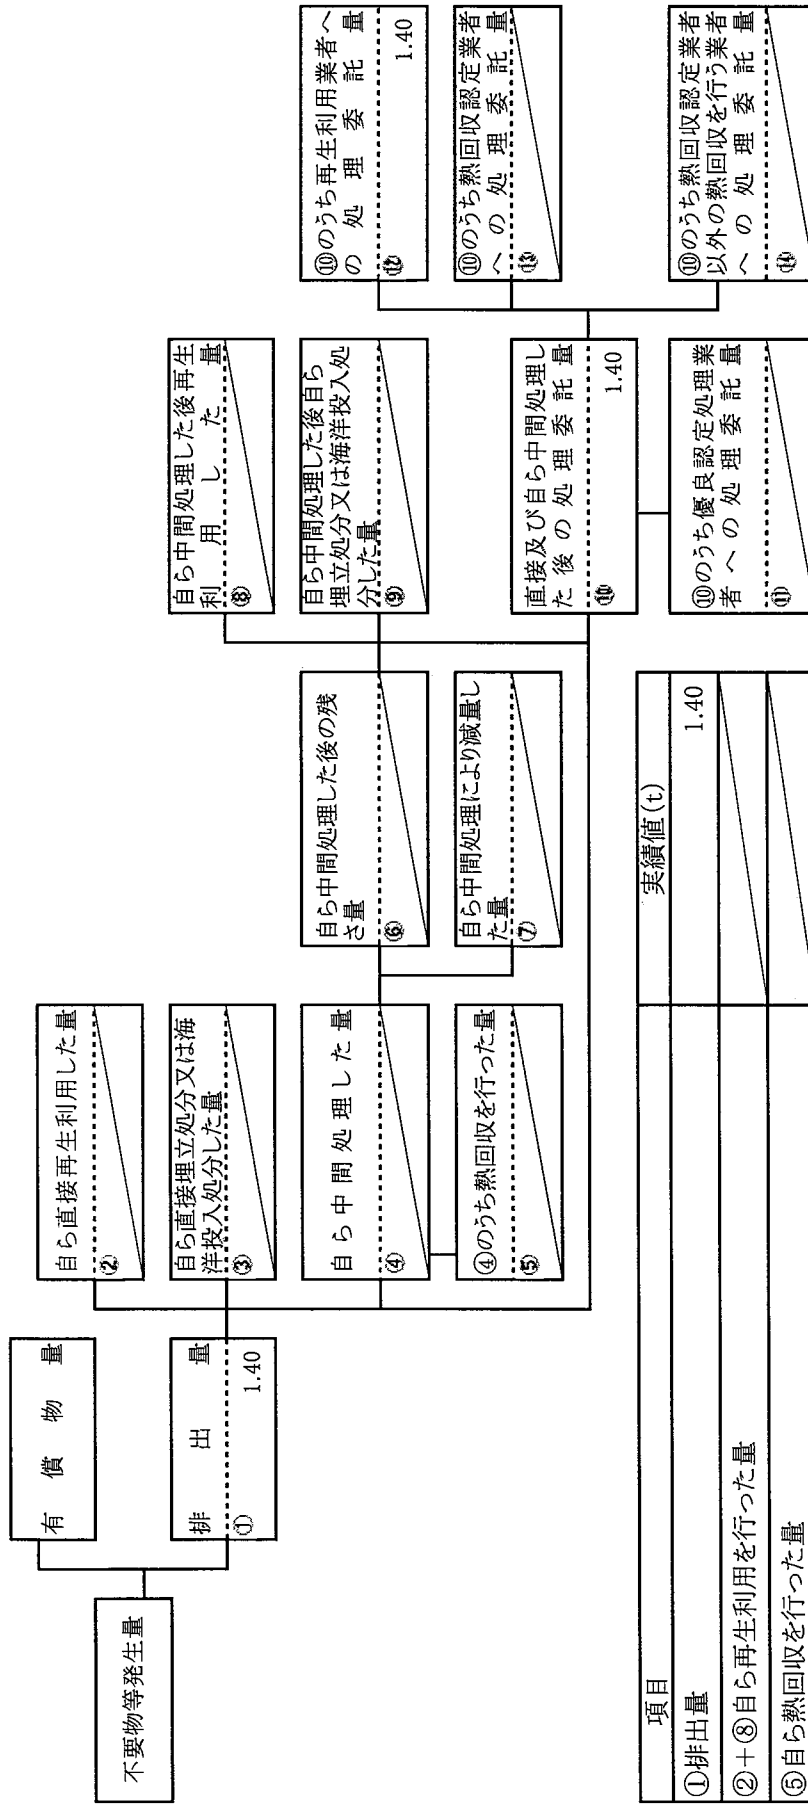 不要物等発生量
有償物量
排出量
① 1.40
自ら直接再生利用した量
②
自ら直接埋立処分又は海
洋投入処分した量
③
自ら中間処理した量
④
④のうち熱回収を行った量
⑤
自ら中間処理した後の残
さ量
⑥
自ら中間処理により減量し
た量
⑦
自ら中間処理した後再生
利用した量
⑧
自ら中間処理した後自ら
埋立処分又は海洋投入処
分した量
⑨
直接及び自ら中間処理し
た後の処理委託量
⑩ 1.40
⑩のうち優良認定処理業
者への処理委託量
⑪
⑩のうち再生利用業者へ
の処理委託量
⑫ 1.40
⑩のうち熱回収認定業者
への処理委託量
⑬
⑩のうち熱回収認定業者
以外の熱回収を行う業者
への処理委託量
⑭
項目 実績値(t)
①排出量 1.40
②+⑧自ら再生利用を行った量
⑤自ら熱回収を行った量